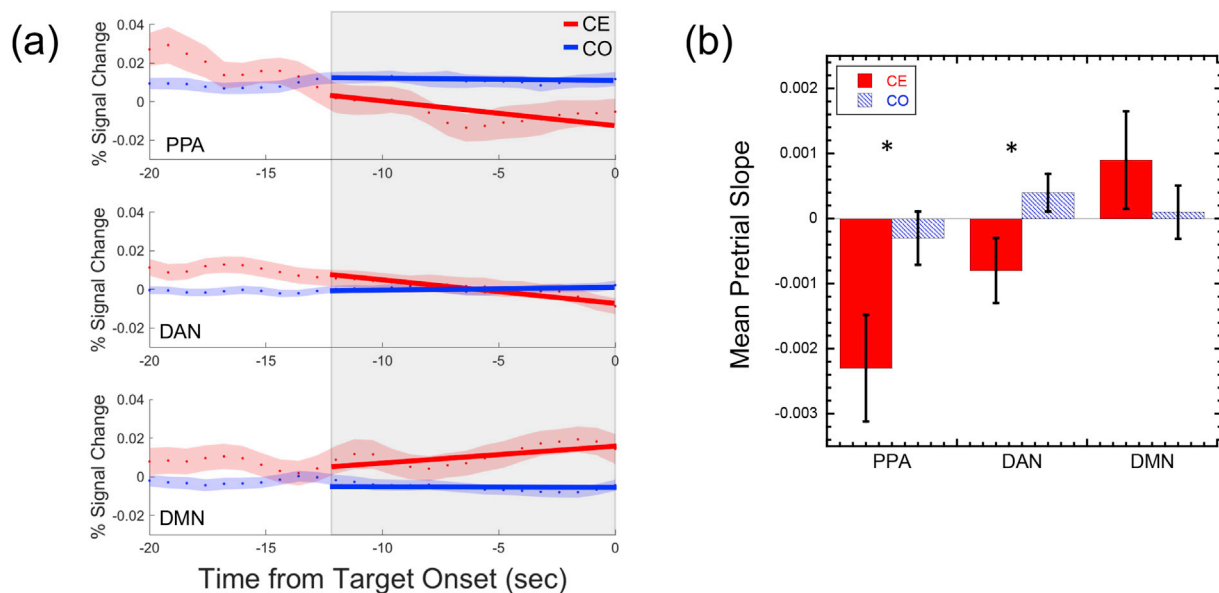 (a)
CE
CO
% Signal Change
0.04
0.02
0
-0.02
PPA
-20
-15
-10
-5
0
% Signal Change
0.04
0.02
0
-0.02
DAN
-20
-15
-10
-5
0
% Signal Change
0.04
0.02
0
-0.02
DMN
-20
-15
-10
-5
0
Time from Target Onset (sec)
(b)
CE
CO
Mean Pretrial Slope
0.002
0.001
0
-0.001
-0.002
-0.003
*
*
PPA
DAN
DMN